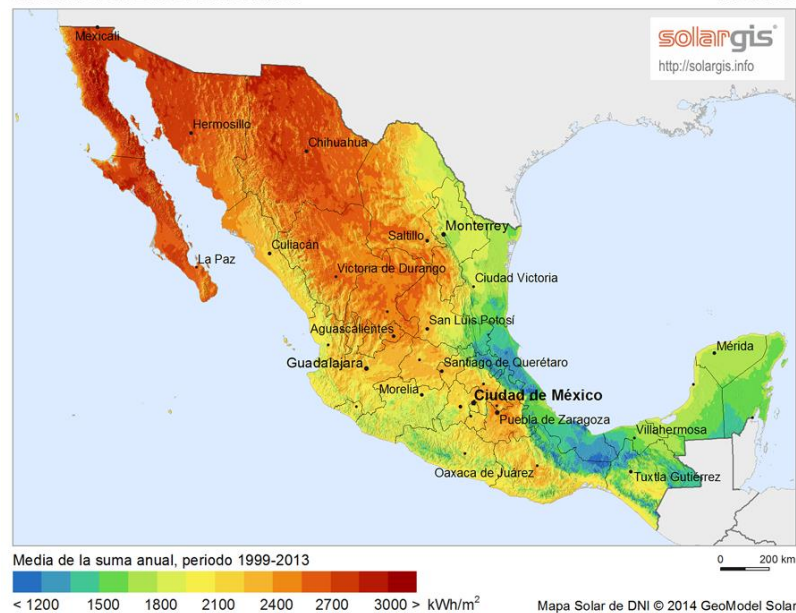 solargis
http://solargis.info
Mexicali
Hermosillo
Chihuahua
Monterrey
Saltillo
Culiacán
La Paz
Victoria de Durango
Ciudad Victoria
San Luis Potosí
Aguascalientes
Mérida
Guadalajara
Santiago de Querétaro
Morelia
Ciudad de México
Puebla de Zaragoza
Villahermosa
Oaxaca de Juárez
Tuxtla Gutiérrez
Media de la suma anual, periodo 1999-2013
0 200 km
< 1200 1500 1800 2100 2400 2700 3000 > kWh/m²
Mapa Solar de DNI © 2014 GeoModel Solar